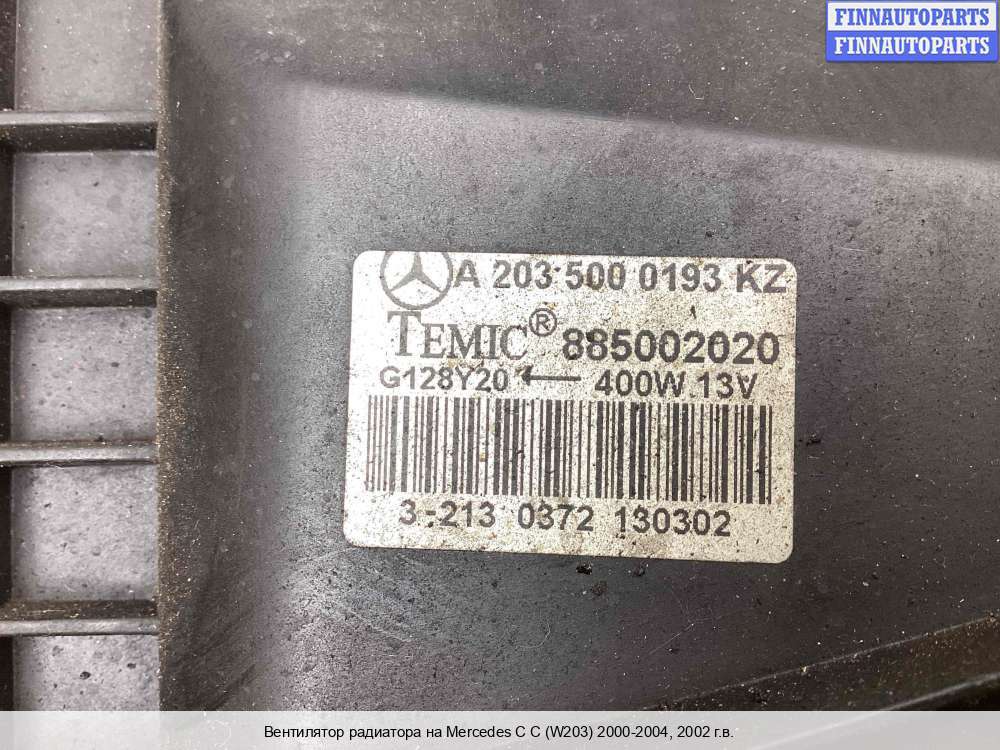 FINNAUTOPARTS
FINNAUTOPARTS
A 203 500 0193 KZ
TEMIC® 885002020
G128Y20 ← 400W 13V
3-213 0372 130302
Вентилятор радиатора на Mercedes C C (W203) 2000-2004, 2002 г.в.